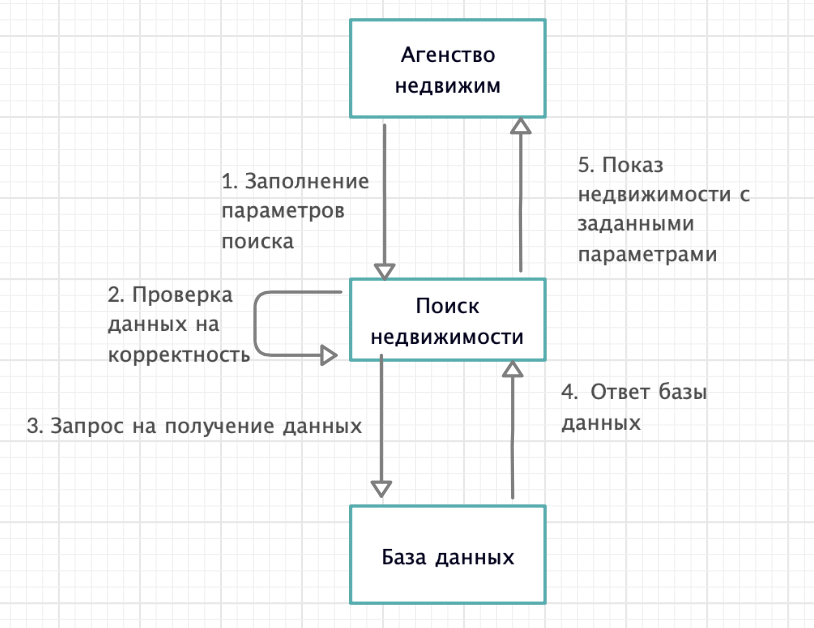 Агенство
недвижим
1. Заполнение
параметров
поиска
5. Показ
недвижимости с
заданными
параметрами
2. Проверка
данных на
корректность
Поиск
недвижимости
3. Запрос на получение данных
4. Ответ базы
данных
База данных